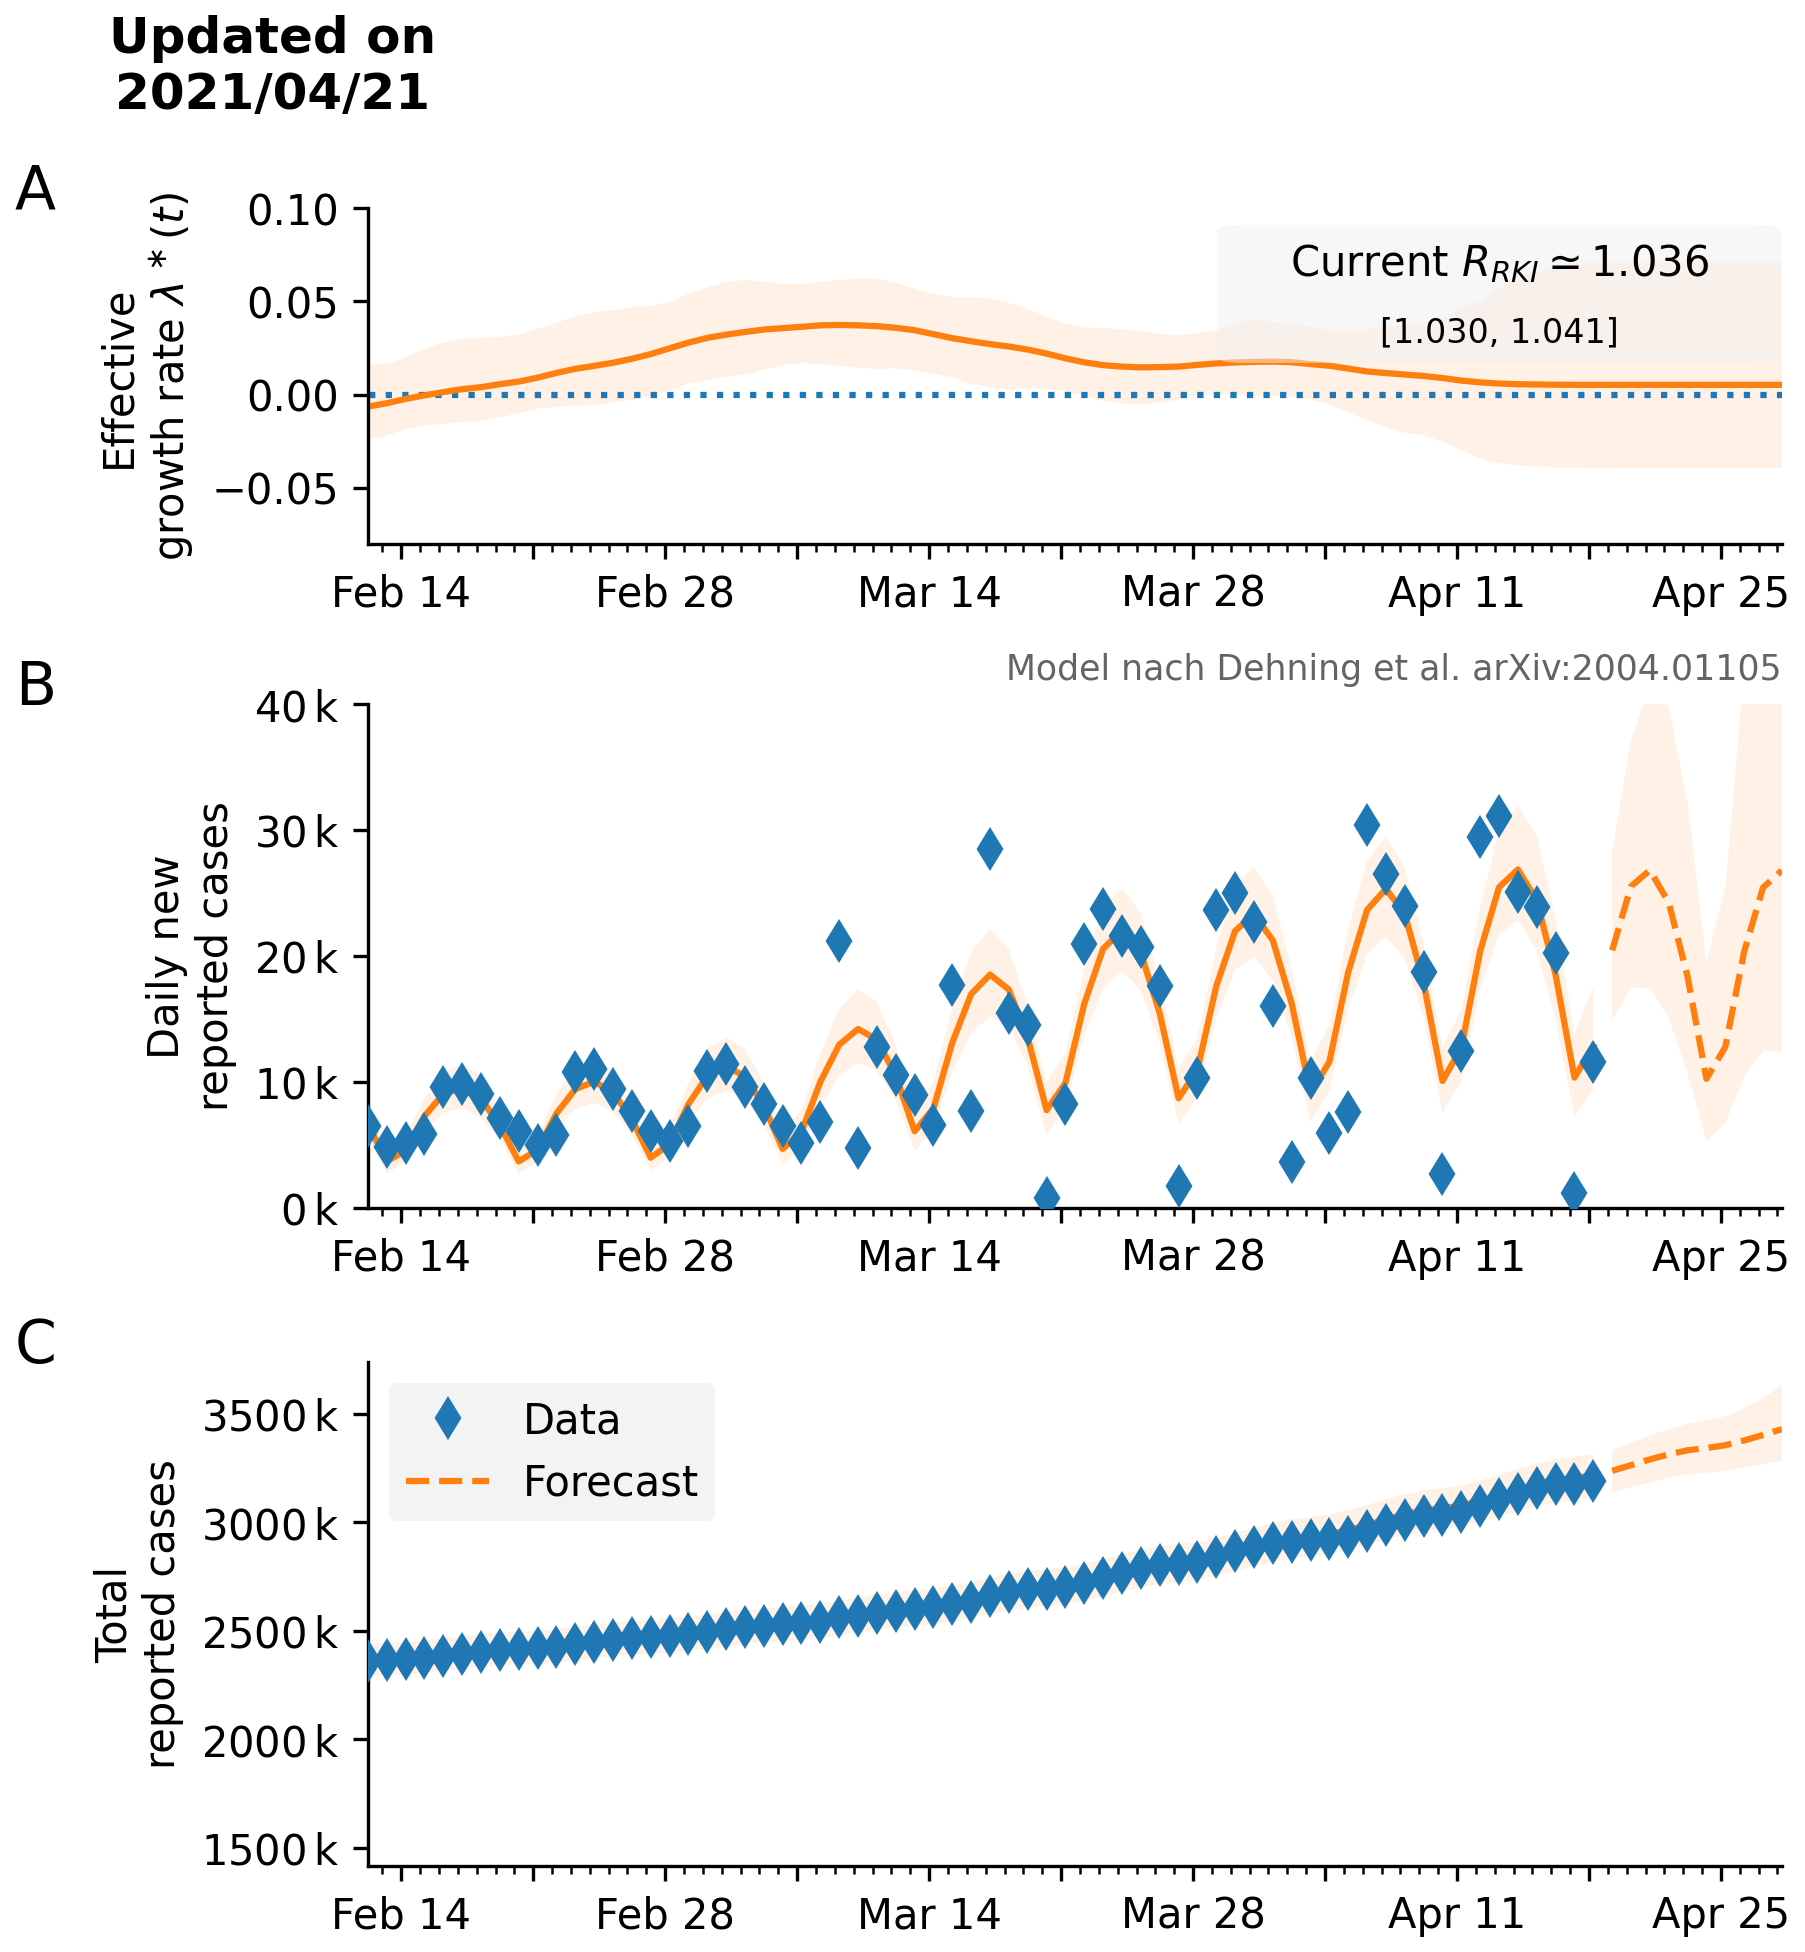 Updated on
2021/04/21
A
Effective
growth rate λ * (t)
0.10
0.05
0.00
−0.05
Current R_RKI ≃ 1.036
[1.030, 1.041]
Feb 14
Feb 28
Mar 14
Mar 28
Apr 11
Apr 25
B
Model nach Dehning et al. arXiv:2004.01105
Daily new
reported cases
40 k
30 k
20 k
10 k
0 k
Feb 14
Feb 28
Mar 14
Mar 28
Apr 11
Apr 25
C
Total
reported cases
3500 k
3000 k
2500 k
2000 k
1500 k
Data
Forecast
Feb 14
Feb 28
Mar 14
Mar 28
Apr 11
Apr 25